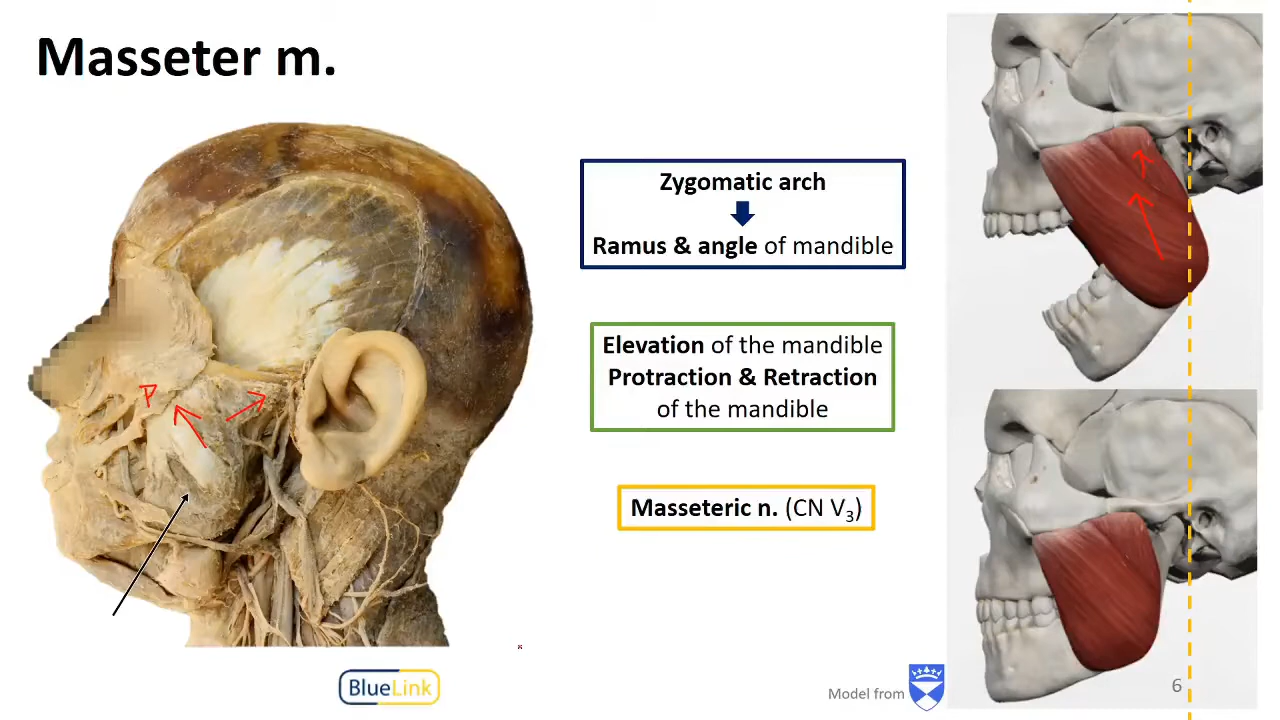 Masseter m.
Zygomatic arch
Ramus & angle of mandible
Elevation of the mandible
Protraction & Retraction
of the mandible
Masseteric n. (CN V₃)
BlueLink
Model from
6